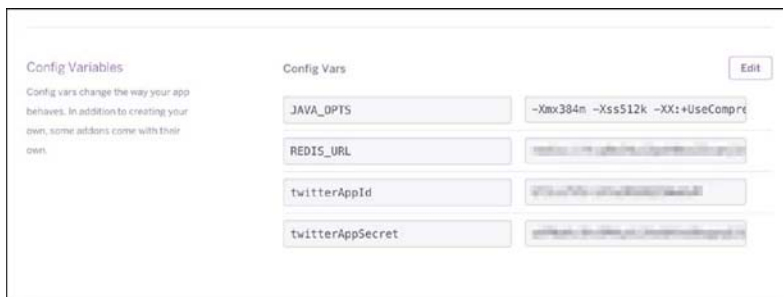 Config Variables
Config Vars
Edit
Config vars change the way your app
behaves. In addition to creating your
own, some addons come with their
own.
JAVA_OPTS
-Xmx384m -Xss512k -XX:+UseCompre
REDIS_URL
twitterAppId
twitterAppSecret